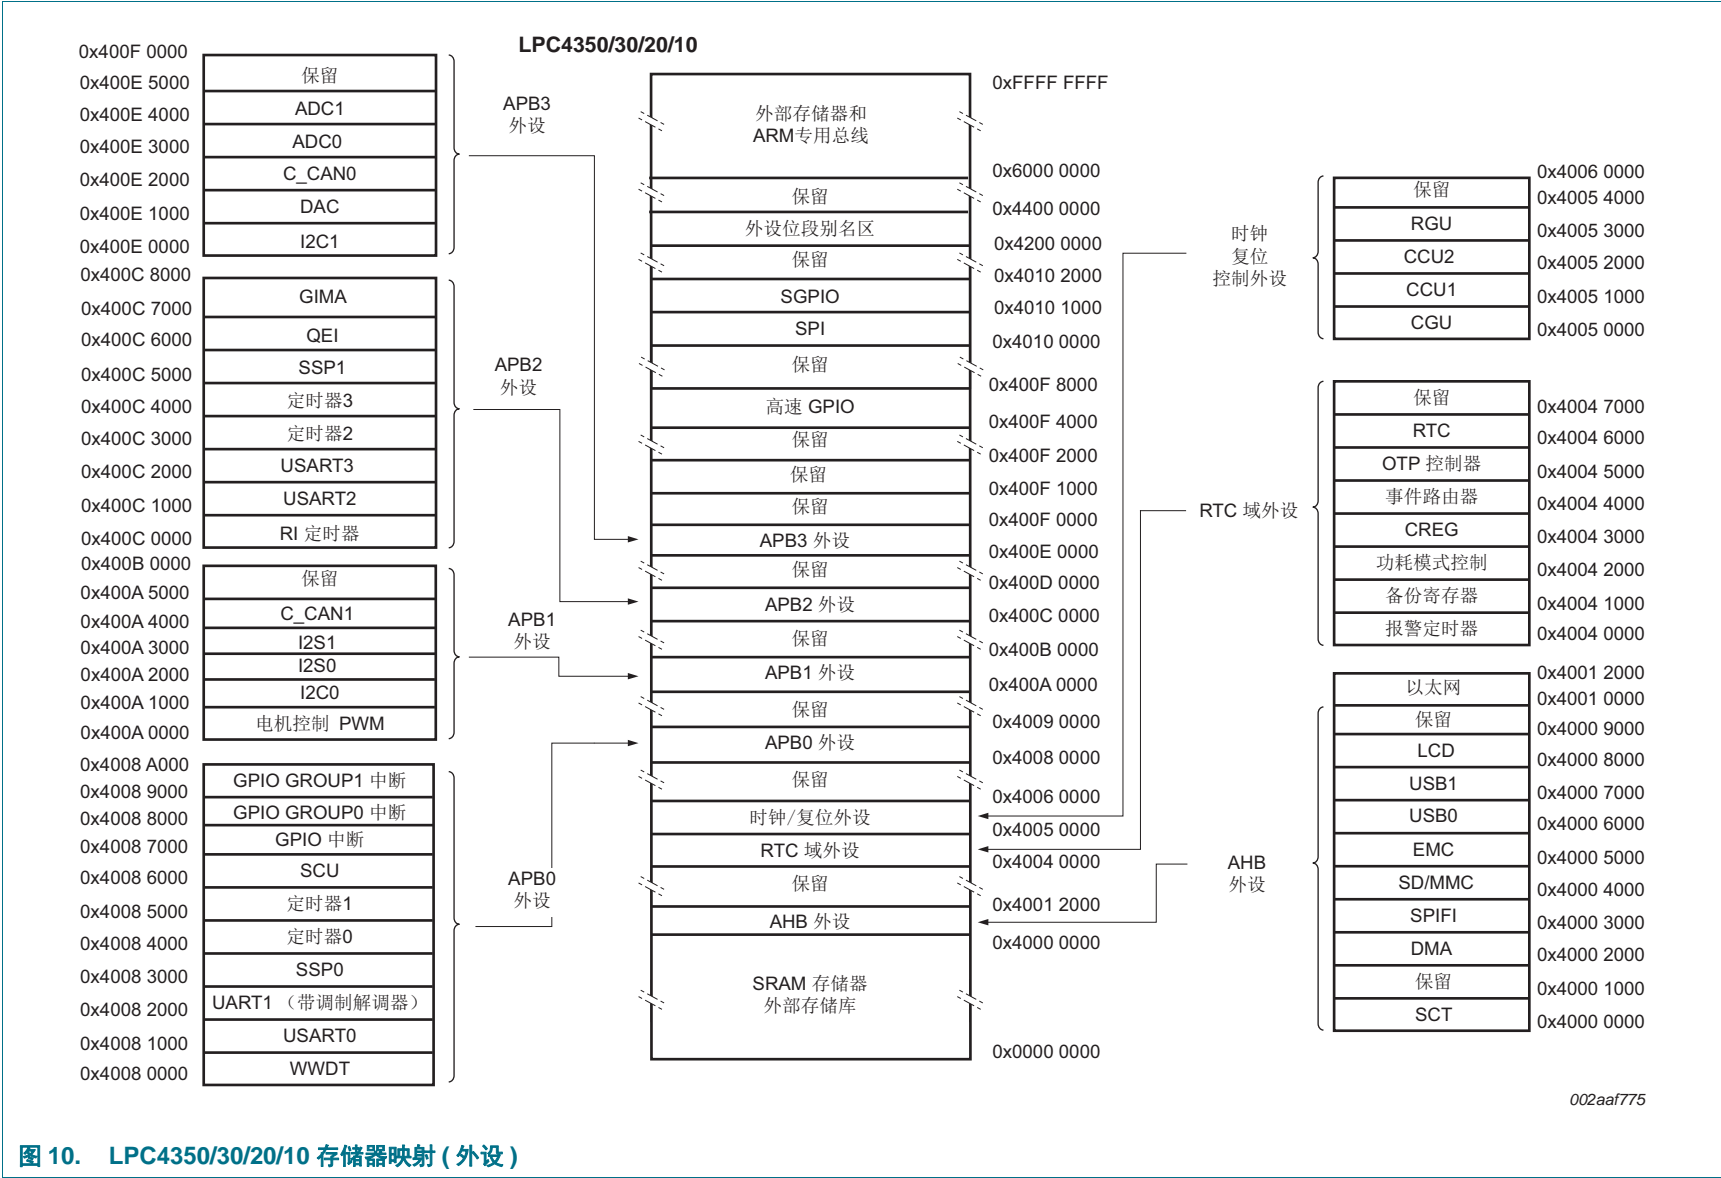 LPC4350/30/20/10
0x400F 0000
保留
0x400E 5000
ADC1
0x400E 4000
ADC0
0x400E 3000
C_CAN0
0x400E 2000
DAC
0x400E 1000
I2C1
0x400E 0000
APB3
外设
0x400C 8000
GIMA
0x400C 7000
QEI
0x400C 6000
SSP1
0x400C 5000
定时器3
0x400C 4000
定时器2
0x400C 3000
USART3
0x400C 2000
USART2
0x400C 1000
RI 定时器
0x400C 0000
APB2
外设
0x400B 0000
保留
0x400A 5000
C_CAN1
0x400A 4000
I2S1
0x400A 3000
I2S0
0x400A 2000
I2C0
0x400A 1000
电机控制 PWM
0x400A 0000
APB1
外设
0x4008 A000
GPIO GROUP1 中断
0x4008 9000
GPIO GROUP0 中断
0x4008 8000
GPIO 中断
0x4008 7000
SCU
0x4008 6000
定时器1
0x4008 5000
定时器0
0x4008 4000
SSP0
0x4008 3000
UART1 （带调制解调器）
0x4008 2000
USART0
0x4008 1000
WWDT
0x4008 0000
APB0
外设
0xFFFF FFFF
外部存储器和
ARM专用总线
0x6000 0000
保留
0x4400 0000
外设位段别名区
0x4200 0000
保留
0x4010 2000
SGPIO
0x4010 1000
SPI
0x4010 0000
保留
0x400F 8000
高速 GPIO
0x400F 4000
保留
0x400F 2000
保留
0x400F 1000
保留
0x400F 0000
APB3 外设
0x400E 0000
保留
0x400D 0000
APB2 外设
0x400C 0000
保留
0x400B 0000
APB1 外设
0x400A 0000
保留
0x4009 0000
APB0 外设
0x4008 0000
保留
0x4006 0000
时钟/复位外设
0x4005 0000
RTC 域外设
0x4004 0000
保留
0x4001 2000
AHB 外设
0x4000 0000
SRAM 存储器
外部存储库
0x0000 0000
时钟
复位
控制外设
0x4006 0000
保留
0x4005 4000
RGU
0x4005 3000
CCU2
0x4005 2000
CCU1
0x4005 1000
CGU
0x4005 0000
RTC 域外设
保留
0x4004 7000
RTC
0x4004 6000
OTP 控制器
0x4004 5000
事件路由器
0x4004 4000
CREG
0x4004 3000
功耗模式控制
0x4004 2000
备份寄存器
0x4004 1000
报警定时器
0x4004 0000
AHB
外设
0x4001 2000
以太网
0x4001 0000
保留
0x4000 9000
LCD
0x4000 8000
USB1
0x4000 7000
USB0
0x4000 6000
EMC
0x4000 5000
SD/MMC
0x4000 4000
SPIFI
0x4000 3000
DMA
0x4000 2000
保留
0x4000 1000
SCT
0x4000 0000
002aaf775
图 10. LPC4350/30/20/10 存储器映射 ( 外设 )